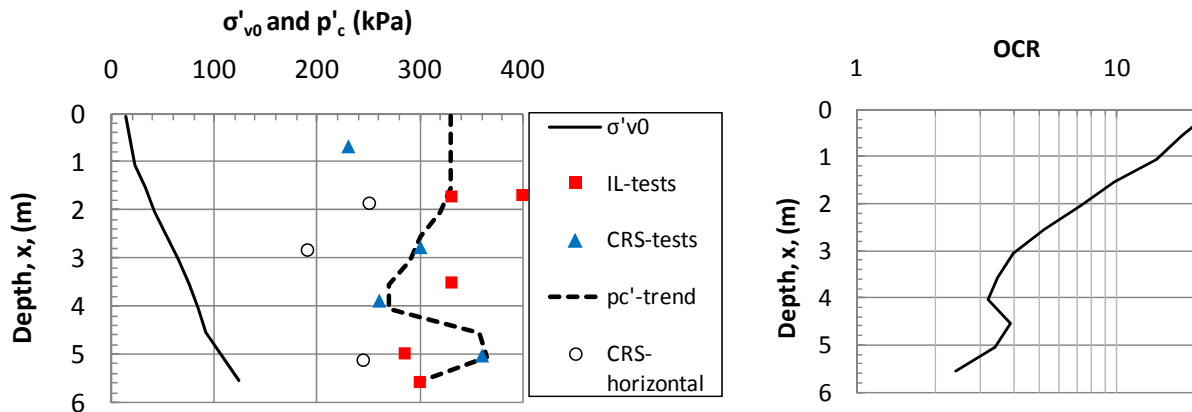 σ'v0 and p'c (kPa)
0 100 200 300 400
0
1
2
3
4
5
6
Depth, x, (m)
σ'v0
IL-tests
CRS-tests
pc'-trend
CRS-
horizontal
OCR
1 10
0
1
2
3
4
5
6
Depth, x, (m)